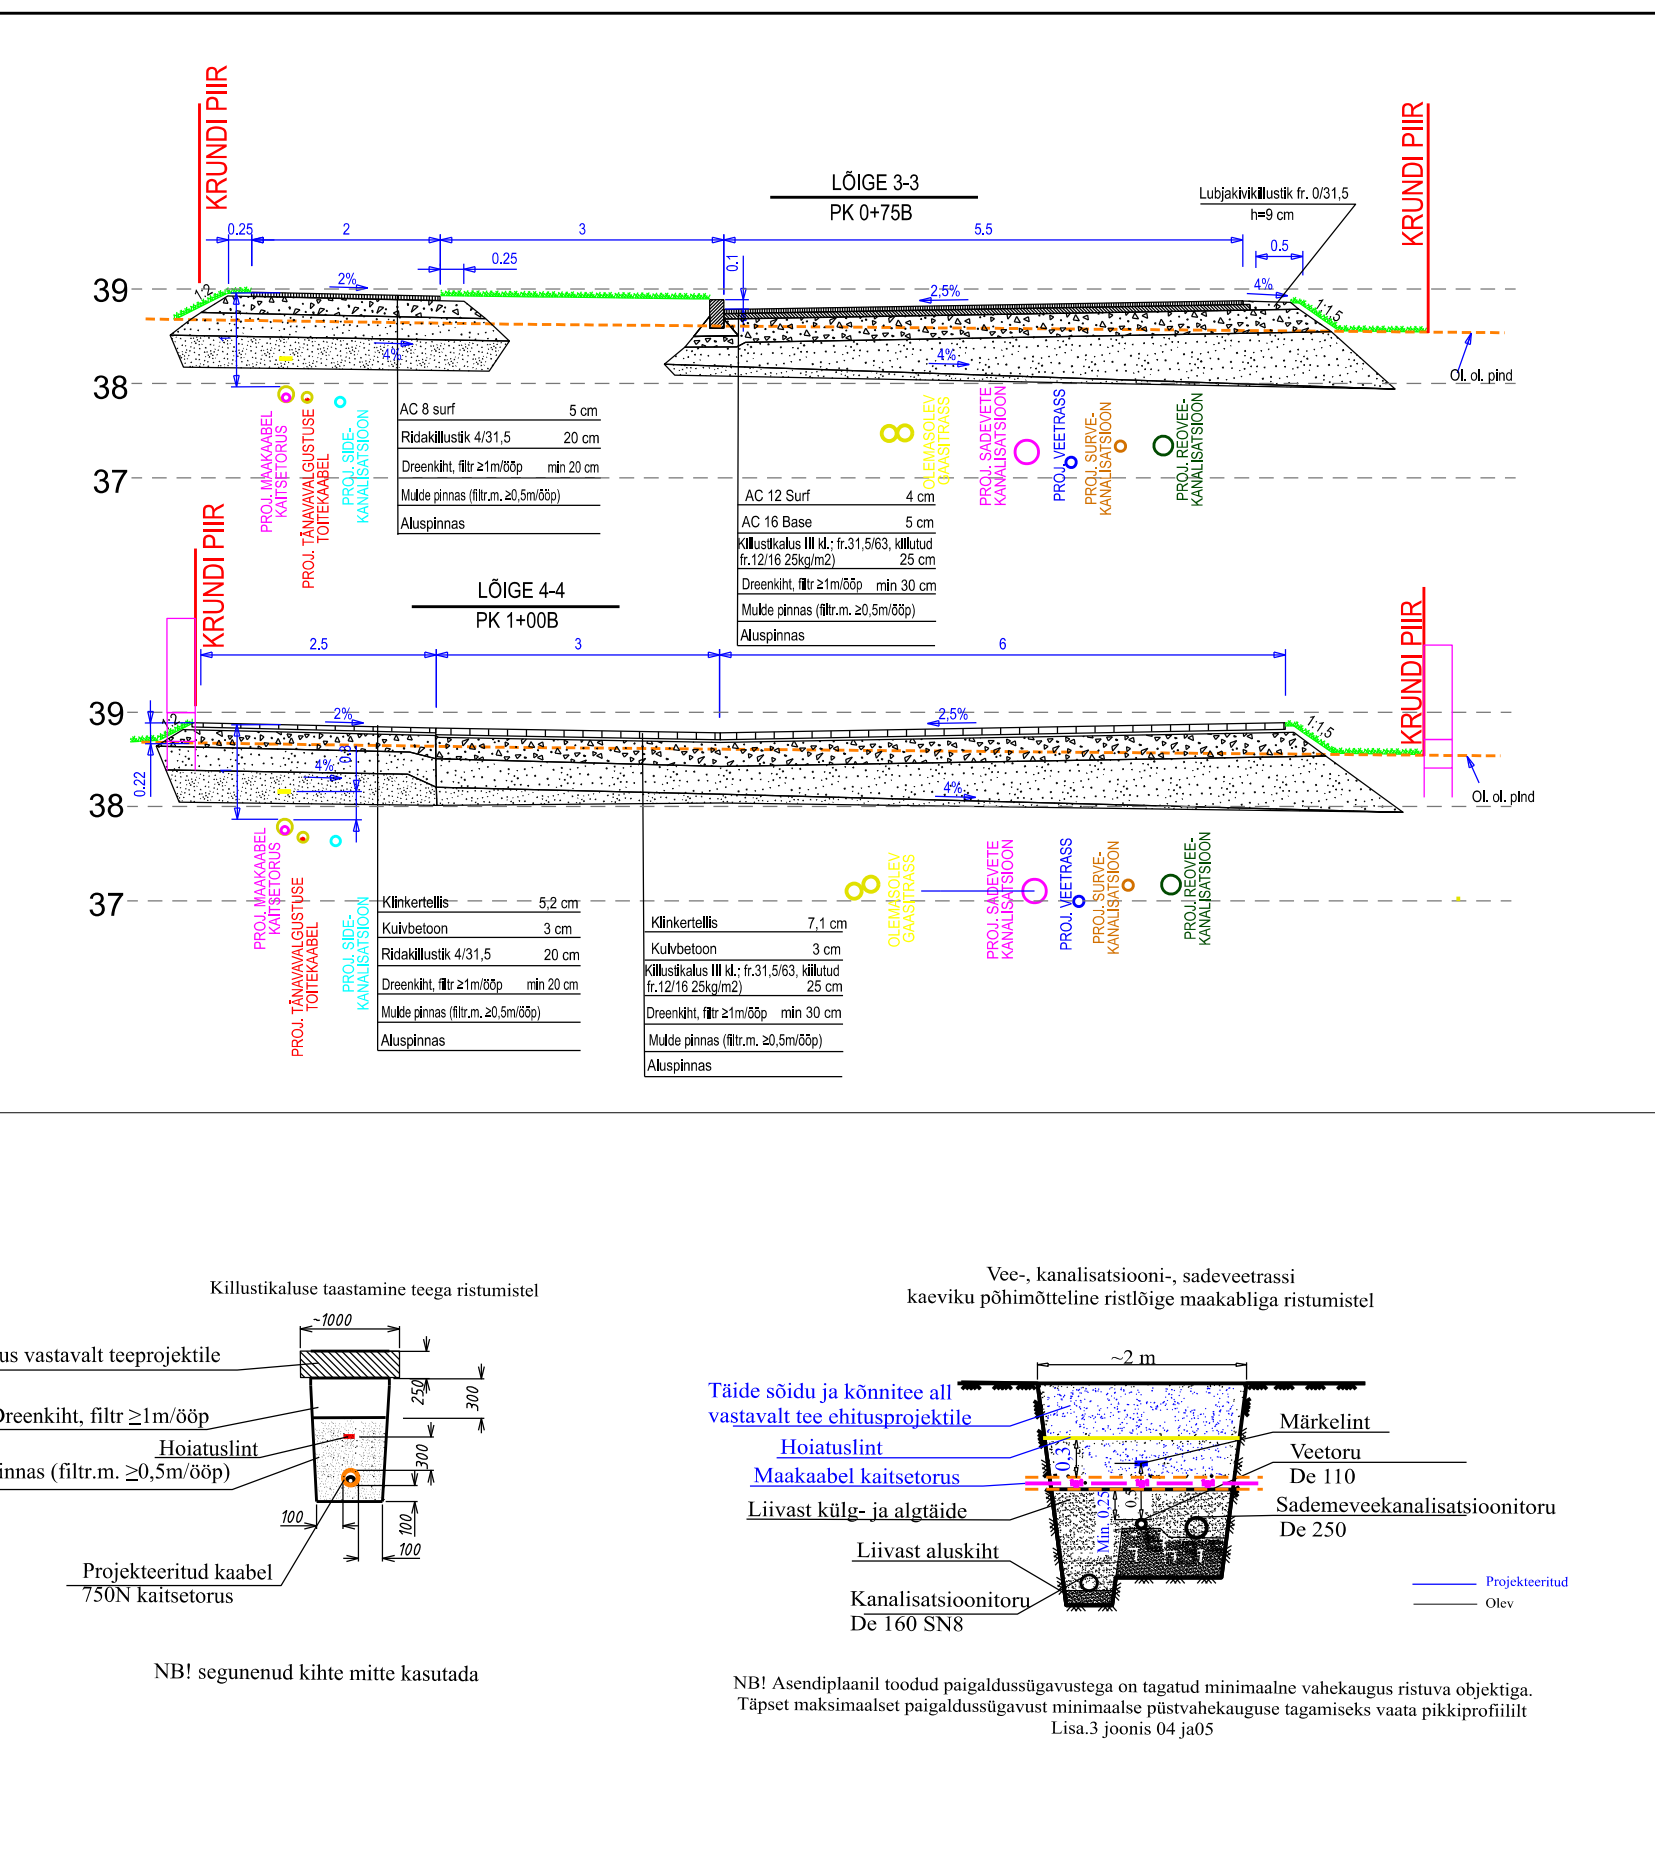 KRUNDI PIIR
KRUNDI PIIR
LÕIGE 3-3
PK 0+75B
Lubjakivikillustik fr. 0/31,5
h=9 cm
0.25
2
3
5.5
0.5
0.25
0.1
39
1:2
2%
2,5%
4%
1:1,5
4%
4%
38
Ol. ol. pind
37
PROJ. MAAKAABEL
KAITSETORUS
PROJ. TÄNAVAVALGUSTUSE
TOITEKAABEL
PROJ. SIDE-
KANALISATSIOON
AC 8 surf 5 cm
Ridakillustik 4/31,5 20 cm
Dreenkiht, filtr ≥1m/ööp min 20 cm
Mulde pinnas (filtr.m. ≥0,5m/ööp)
Aluspinnas
OLEMASOLEV
GAASITRASS
PROJ. SADEVETE
KANALISATSIOON
PROJ. VEETRASS
PROJ. SURVE-
KANALISATSIOON
PROJ. REOVEE-
KANALISATSIOON
AC 12 Surf 4 cm
AC 16 Base 5 cm
Killustikalus III kl.; fr.31,5/63, kiilutud
fr.12/16 25kg/m2) 25 cm
Dreenkiht, filtr ≥1m/ööp min 30 cm
Mulde pinnas (filtr.m. ≥0,5m/ööp)
Aluspinnas
KRUNDI PIIR
KRUNDI PIIR
LÕIGE 4-4
PK 1+00B
2.5
3
6
39
1:2
2%
2,5%
1:1,5
0.22
0.3
4%
4%
38
Ol. ol. pind
37
PROJ. MAAKAABEL
KAITSETORUS
PROJ. TÄNAVAVALGUSTUSE
TOITEKAABEL
PROJ. SIDE-
KANALISATSIOON
Klinkertellis 5,2 cm
Kuivbetoon 3 cm
Ridakillustik 4/31,5 20 cm
Dreenkiht, filtr ≥1m/ööp min 20 cm
Mulde pinnas (filtr.m. ≥0,5m/ööp)
Aluspinnas
Klinkertellis 7,1 cm
Kuivbetoon 3 cm
Killustikalus III kl.; fr.31,5/63, kiilutud
fr.12/16 25kg/m2) 25 cm
Dreenkiht, filtr ≥1m/ööp min 30 cm
Mulde pinnas (filtr.m. ≥0,5m/ööp)
Aluspinnas
OLEMASOLEV
GAASITRASS
PROJ. SADEVETE
KANALISATSIOON
PROJ. VEETRASS
PROJ. SURVE-
KANALISATSIOON
PROJ. REOVEE-
KANALISATSIOON
Killustikaluse taastamine teega ristumistel
~1000
us vastavalt teeprojektile
250
300
Dreenkiht, filtr ≥1m/ööp
Hoiatuslint
innas (filtr.m. ≥0,5m/ööp)
300
100
100
100
Projekteeritud kaabel
750N kaitsetorus
NB! segunenud kihte mitte kasutada
Vee-, kanalisatsiooni-, sadeveetrassi
kaeviku põhimõtteline ristlõige maakabliga ristumistel
~2 m
Täide sõidu ja kõnnitee all
vastavalt tee ehitusprojektile
Hoiatuslint
Maakaabel kaitsetorus
Liivast külg- ja algtäide
Liivast aluskiht
Kanalisatsioonitoru
De 160 SN8
0,3
Min. 0,25
0.5
Märkelint
Veetoru
De 110
Sademeveekanalisatsioonitoru
De 250
Projekteeritud
Olev
NB! Asendiplaanil toodud paigaldussügavustega on tagatud minimaalne vahekaugus ristuva objektiga.
Täpset maksimaalset paigaldussügavust minimaalse püstvahekauguse tagamiseks vaata pikkiprofiililt
Lisa.3 joonis 04 ja05